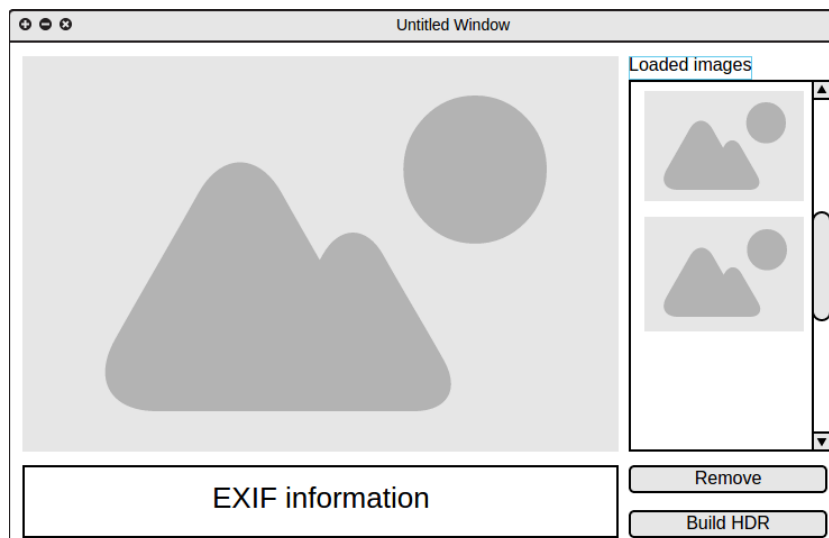 Untitled Window
Loaded images
EXIF information
Remove
Build HDR